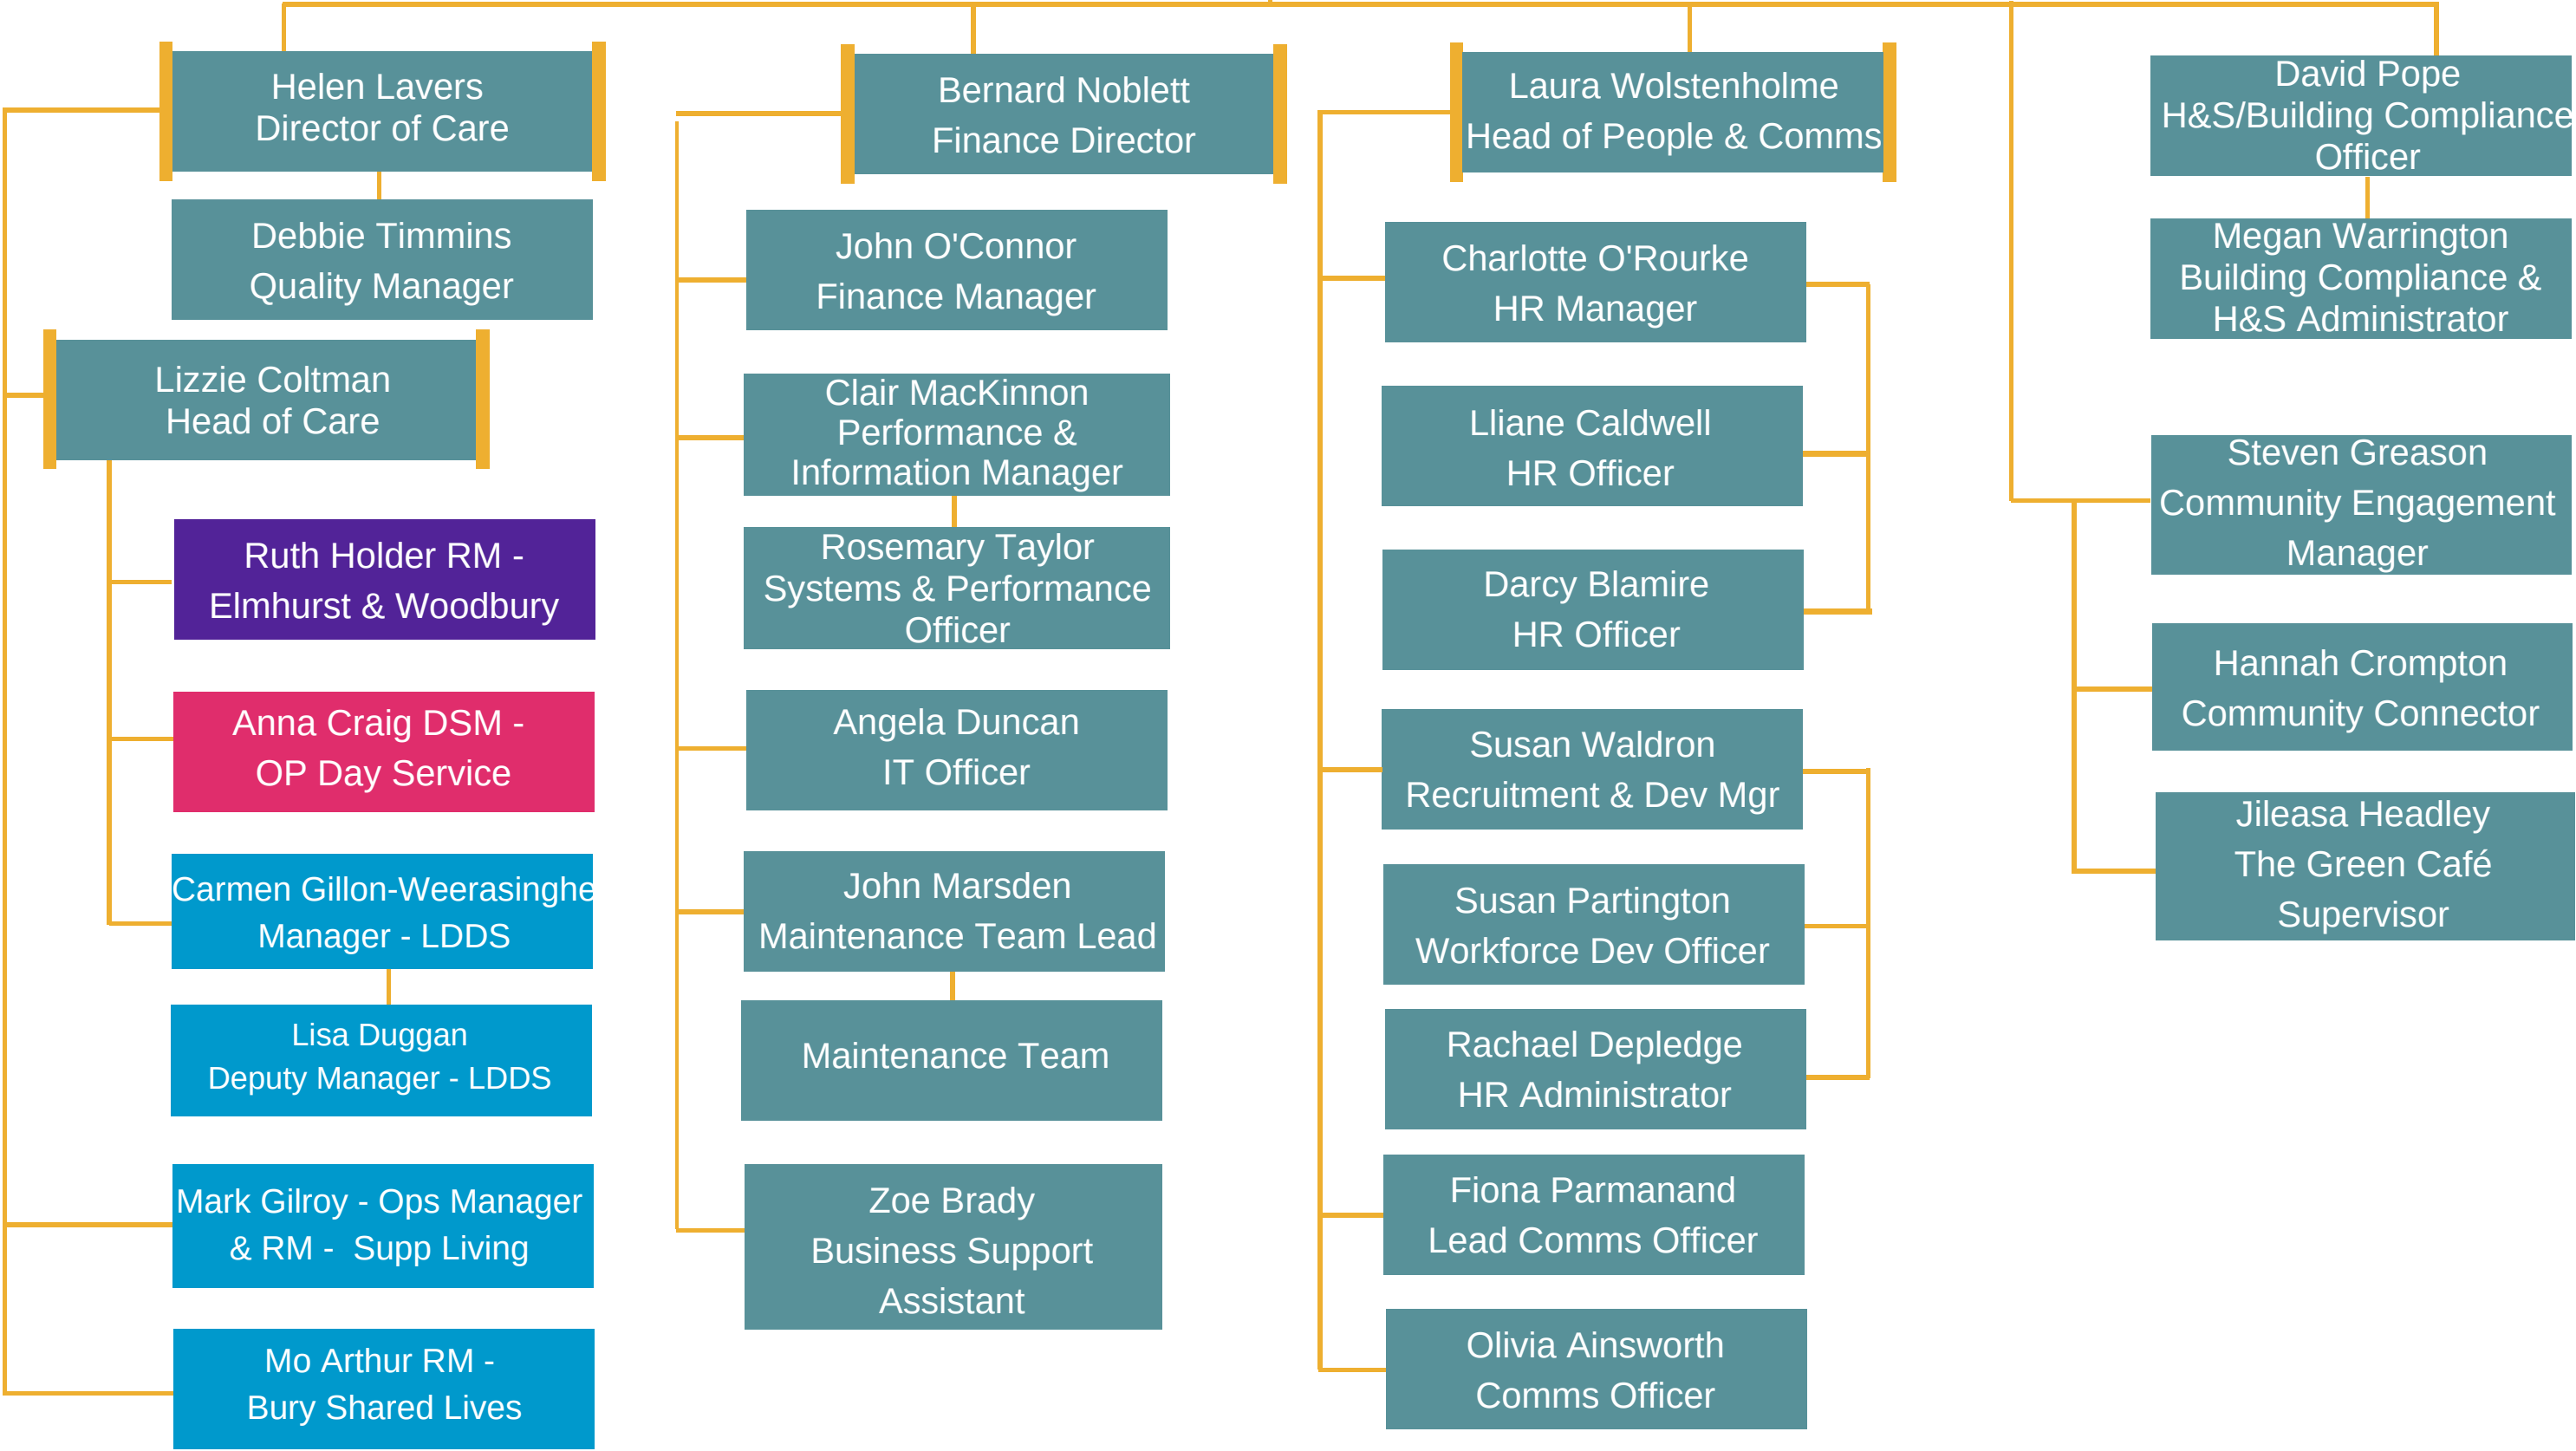 Helen Lavers
Director of Care
Debbie Timmins
Quality Manager
Lizzie Coltman
Head of Care
Ruth Holder RM -
Elmhurst & Woodbury
Anna Craig DSM -
OP Day Service
Carmen Gillon-Weerasinghe
Manager - LDDS
Lisa Duggan
Deputy Manager - LDDS
Mark Gilroy - Ops Manager
& RM - Supp Living
Mo Arthur RM -
Bury Shared Lives
Bernard Noblett
Finance Director
John O'Connor
Finance Manager
Clair MacKinnon
Performance &
Information Manager
Rosemary Taylor
Systems & Performance
Officer
Angela Duncan
IT Officer
John Marsden
Maintenance Team Lead
Maintenance Team
Zoe Brady
Business Support
Assistant
Laura Wolstenholme
Head of People & Comms
Charlotte O'Rourke
HR Manager
Lliane Caldwell
HR Officer
Darcy Blamire
HR Officer
Susan Waldron
Recruitment & Dev Mgr
Susan Partington
Workforce Dev Officer
Rachael Depledge
HR Administrator
Fiona Parmanand
Lead Comms Officer
Olivia Ainsworth
Comms Officer
David Pope
H&S/Building Compliance
Officer
Megan Warrington
Building Compliance &
H&S Administrator
Steven Greason
Community Engagement
Manager
Hannah Crompton
Community Connector
Jileasa Headley
The Green Café
Supervisor